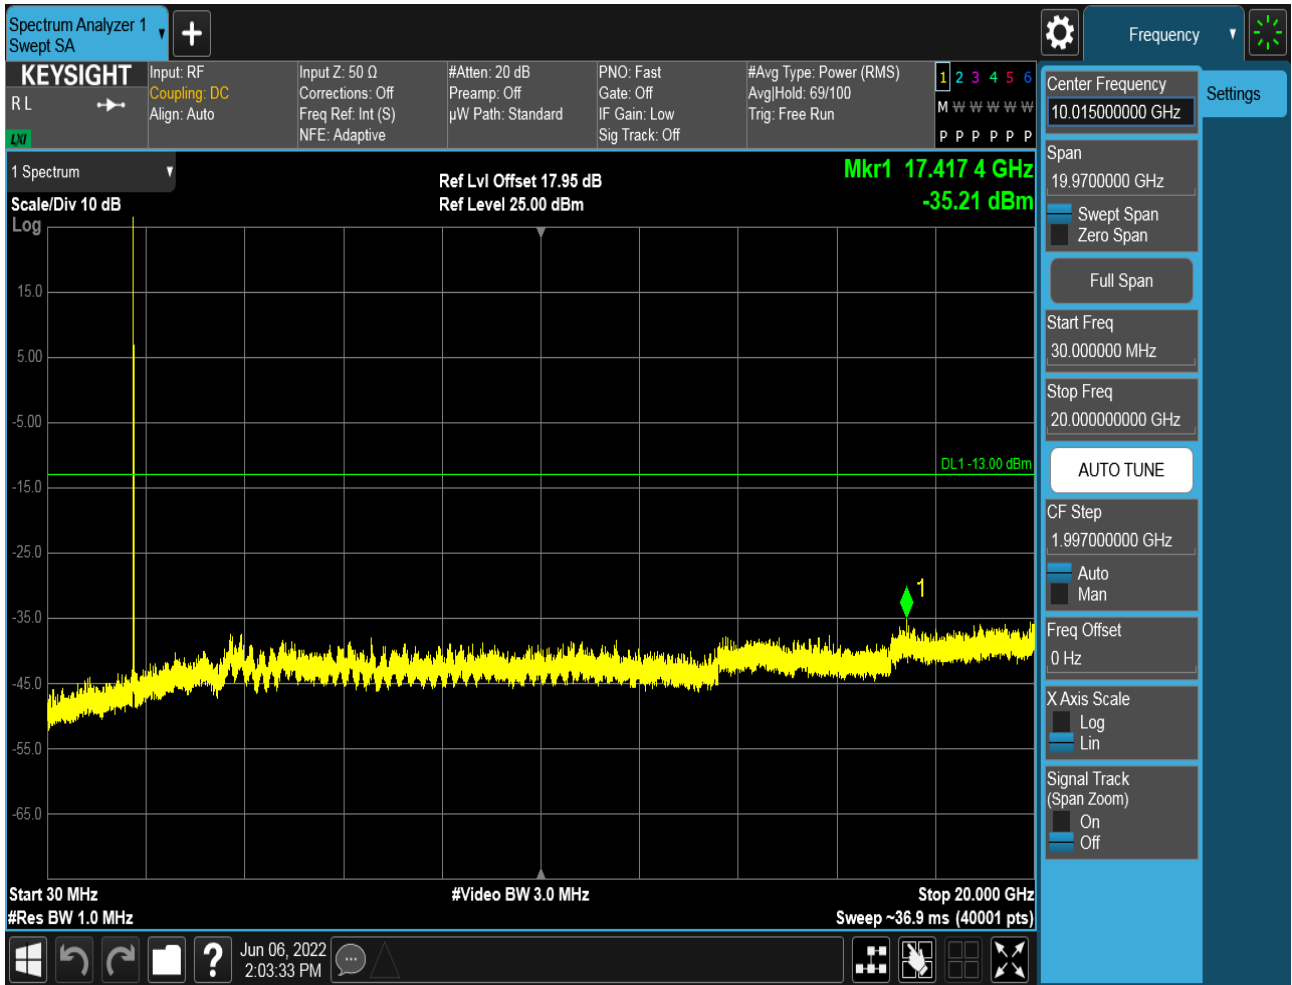 Spectrum Analyzer 1
Swept SA
Frequency
KEYSIGHT
R L
LXI
Input: RF
Coupling: DC
Align: Auto
Input Z: 50 Ω
Corrections: Off
Freq Ref: Int (S)
NFE: Adaptive
#Atten: 20 dB
Preamp: Off
µW Path: Standard
PNO: Fast
Gate: Off
IF Gain: Low
Sig Track: Off
#Avg Type: Power (RMS)
Avg|Hold: 69/100
Trig: Free Run
1 2 3 4 5 6
M W W W W W
P P P P P P
1 Spectrum
Scale/Div 10 dB
Log
Ref Lvl Offset 17.95 dB
Ref Level 25.00 dBm
Mkr1 17.417 4 GHz
-35.21 dBm
15.0
5.00
-5.00
-15.0
-25.0
-35.0
-45.0
-55.0
-65.0
DL1 -13.00 dBm
1
Start 30 MHz
#Res BW 1.0 MHz
#Video BW 3.0 MHz
Stop 20.000 GHz
Sweep ~36.9 ms (40001 pts)
Center Frequency
10.015000000 GHz
Span
19.9700000 GHz
Swept Span
Zero Span
Full Span
Start Freq
30.000000 MHz
Stop Freq
20.000000000 GHz
AUTO TUNE
CF Step
1.997000000 GHz
Auto
Man
Freq Offset
0 Hz
X Axis Scale
Log
Lin
Signal Track
(Span Zoom)
On
Off
Settings
?
Jun 06, 2022
2:03:33 PM